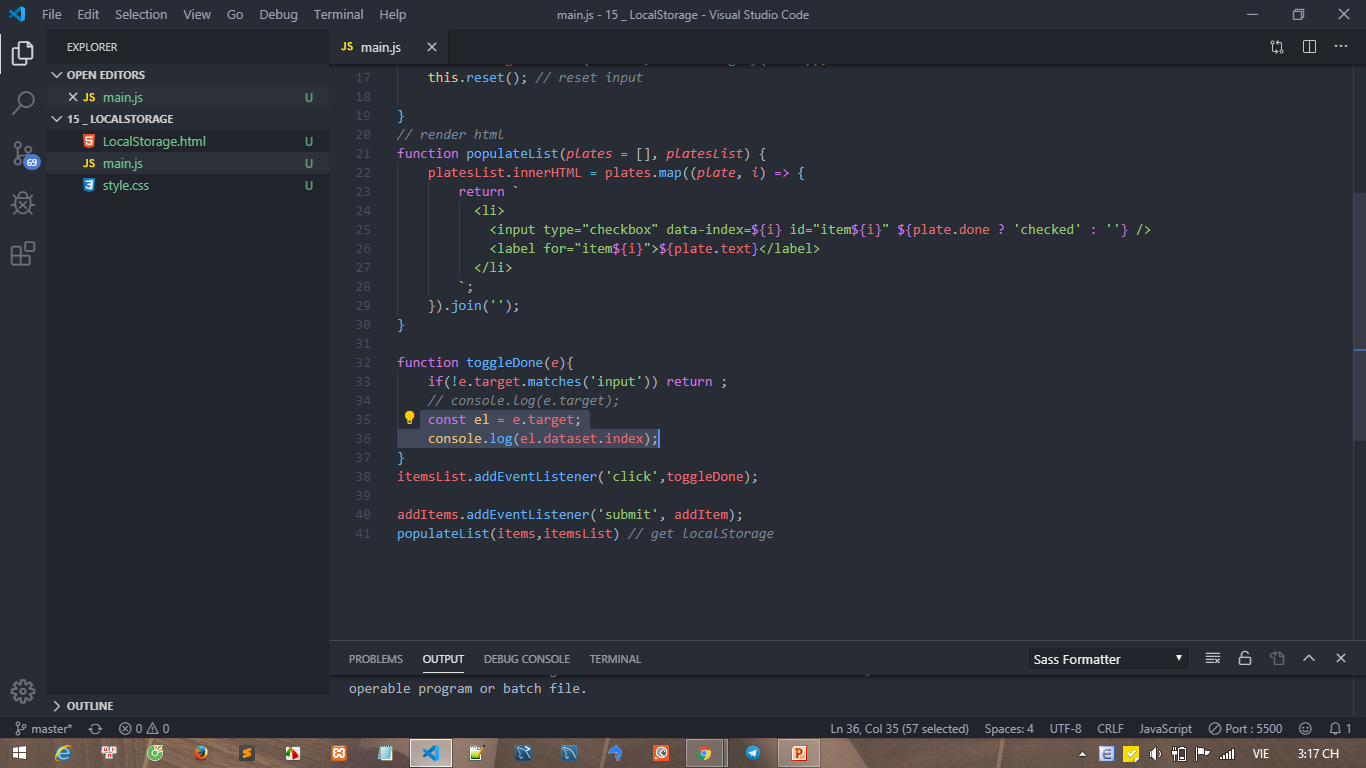 File Edit Selection View Go Debug Terminal Help main.js - 15 _ LocalStorage - Visual Studio Code
EXPLORER
OPEN EDITORS
JS main.js U
15 _ LOCALSTORAGE
LocalStorage.html U
JS main.js U
style.css U
69
OUTLINE
JS main.js
17 this.reset(); // reset input
18
19 }
20 // render html
21 function populateList(plates = [], platesList) {
22 platesList.innerHTML = plates.map((plate, i) => {
23 return `
24 <li>
25 <input type="checkbox" data-index=${i} id="item${i}" ${plate.done ? 'checked' : ''} />
26 <label for="item${i}">${plate.text}</label>
27 </li>
28 `;
29 }).join('');
30 }
31
32 function toggleDone(e){
33 if(!e.target.matches('input')) return ;
34 // console.log(e.target);
35 const el = e.target;
36 console.log(el.dataset.index);
37 }
38 itemsList.addEventListener('click',toggleDone);
39
40 addItems.addEventListener('submit', addItem);
41 populateList(items,itemsList) // get localStorage
PROBLEMS OUTPUT DEBUG CONSOLE TERMINAL Sass Formatter
operable program or batch file.
master* 0 0 Ln 36, Col 35 (57 selected) Spaces: 4 UTF-8 CRLF JavaScript Port : 5500 1
VIE 3:17 CH